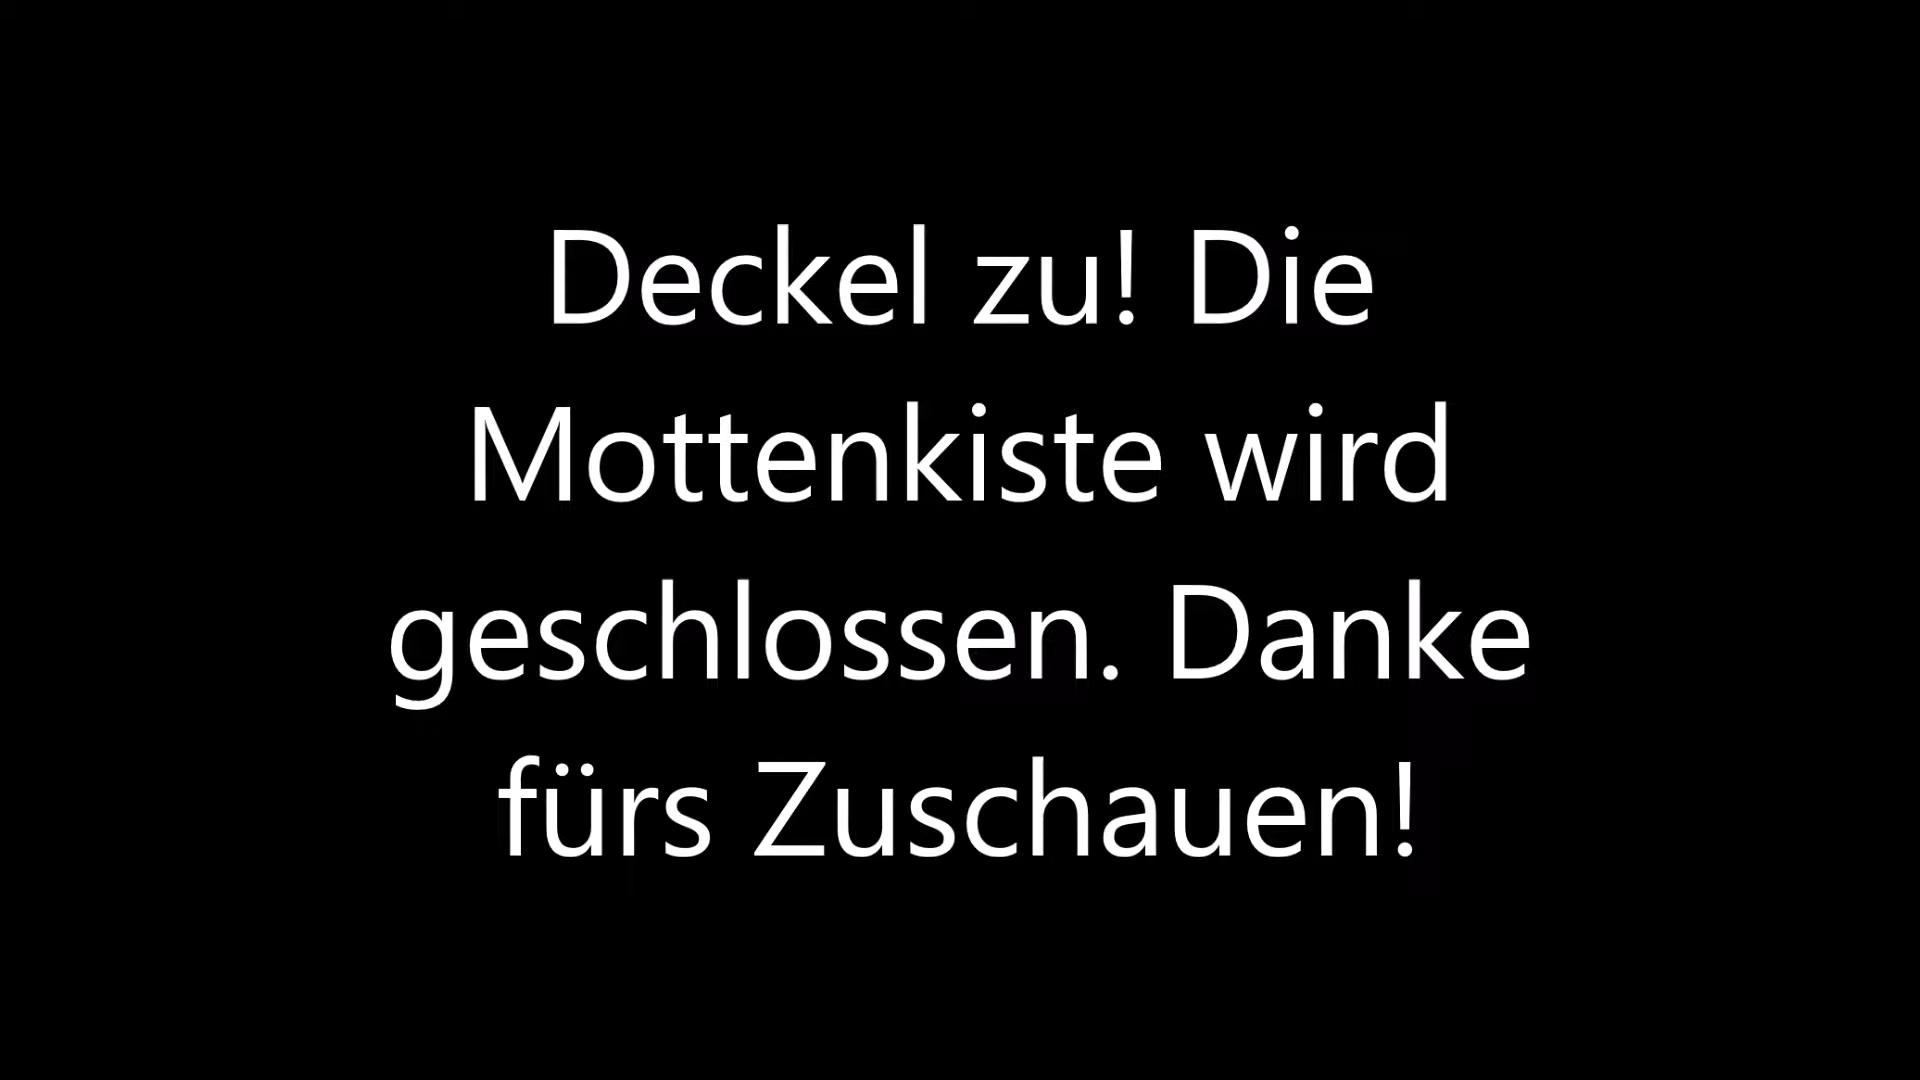 Deckel zu! Die
Mottenkiste wird
geschlossen. Danke
fürs Zuschauen!